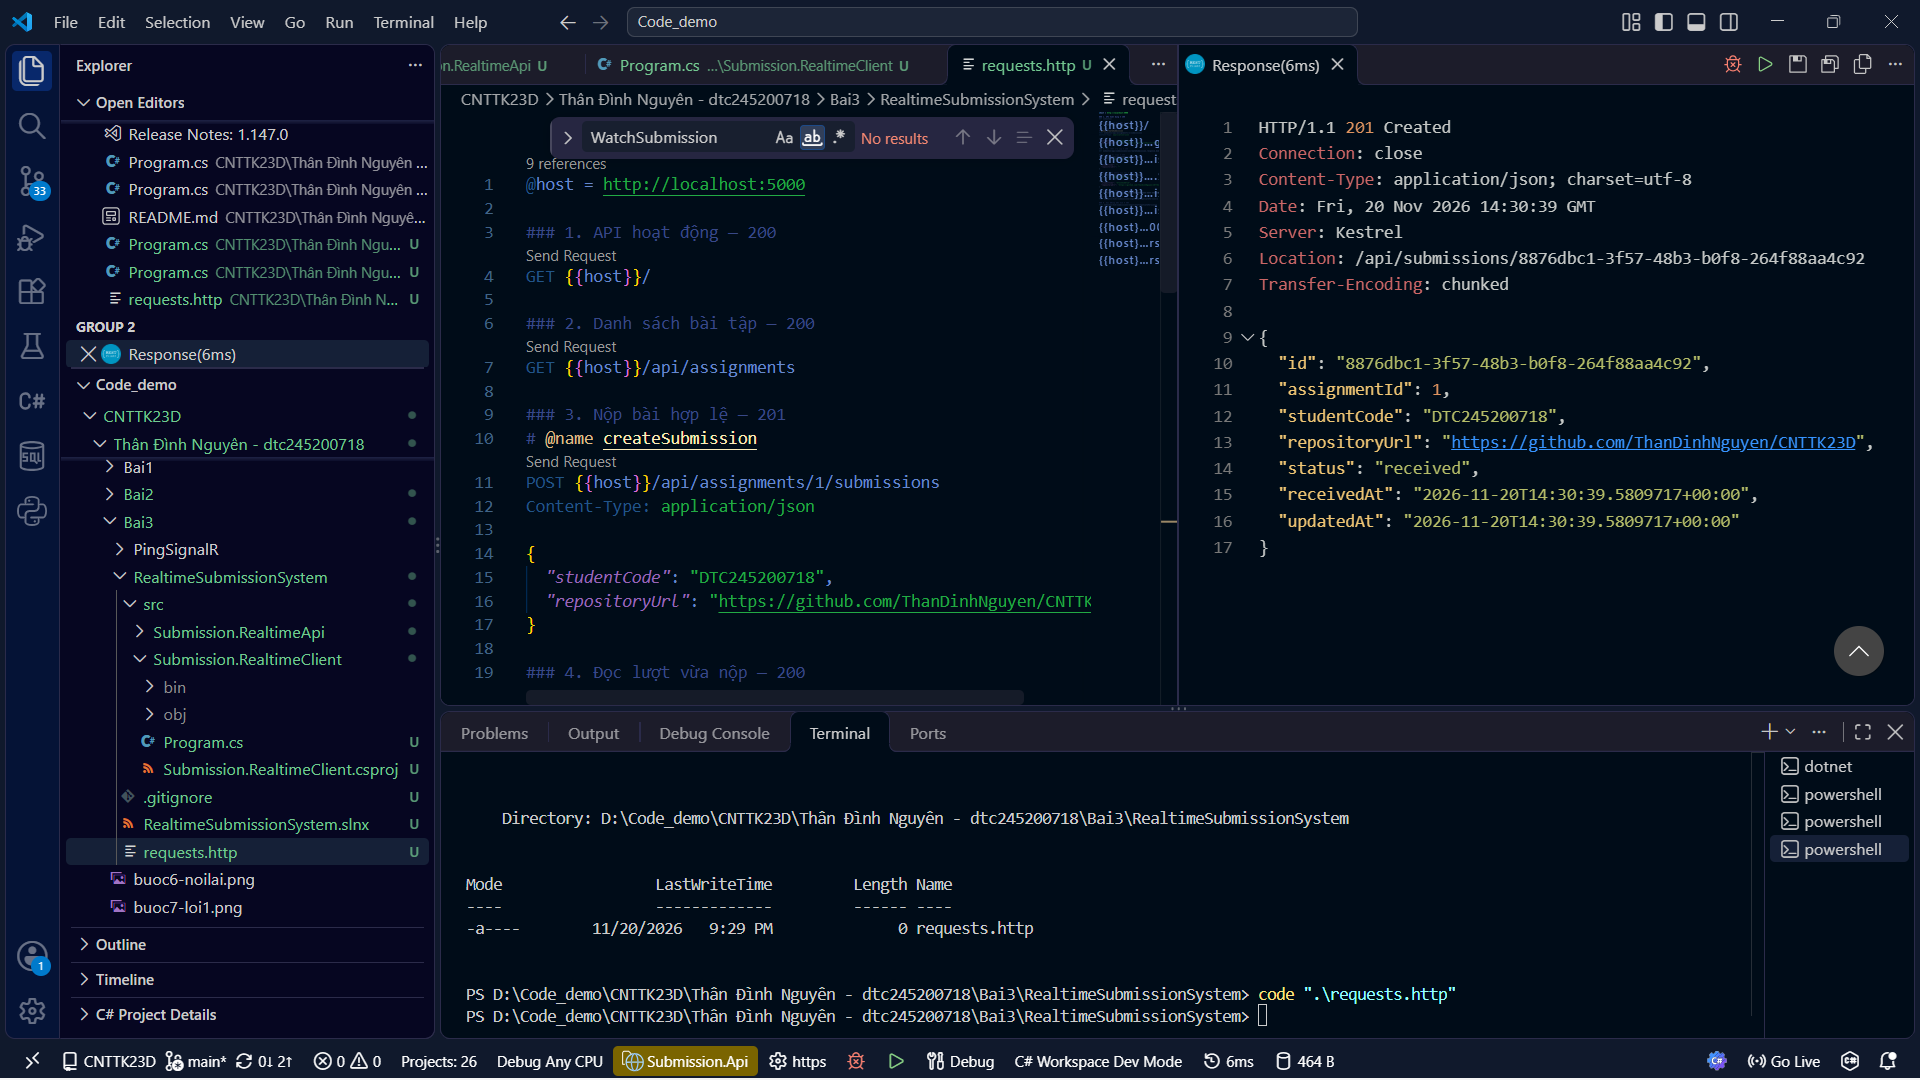 File Edit Selection View Go Run Terminal Help
Code_demo
Explorer
Open Editors
Release Notes: 1.147.0
Program.cs CNTTK23D\Thân Đình Nguyên ...
Program.cs CNTTK23D\Thân Đình Nguyên ...
README.md CNTTK23D\Thân Đình Nguyê...
Program.cs CNTTK23D\Thân Đình Ngu... U
Program.cs CNTTK23D\Thân Đình Ngu... U
requests.http CNTTK23D\Thân Đình N... U
GROUP 2
Response(6ms)
Code_demo
CNTTK23D
Thân Đình Nguyên - dtc245200718
Bai1
Bai2
Bai3
PingSignalR
RealtimeSubmissionSystem
src
Submission.RealtimeApi
Submission.RealtimeClient
bin
obj
Program.cs U
Submission.RealtimeClient.csproj U
.gitignore U
RealtimeSubmissionSystem.slnx U
requests.http U
buoc6-noilai.png
buoc7-loi1.png
Outline
Timeline
C# Project Details
33
1
C#
SQL
n.RealtimeApi U
Program.cs ...\Submission.RealtimeClient U
requests.http U
CNTTK23D > Thân Đình Nguyên - dtc245200718 > Bai3 > RealtimeSubmissionSystem > request
WatchSubmission Aa ab .* No results
9 references
1 @host = http://localhost:5000
2
3 ### 1. API hoạt động — 200
Send Request
4 GET {{host}}/
5
6 ### 2. Danh sách bài tập — 200
Send Request
7 GET {{host}}/api/assignments
8
9 ### 3. Nộp bài hợp lệ — 201
10 # @name createSubmission
Send Request
11 POST {{host}}/api/assignments/1/submissions
12 Content-Type: application/json
13
14 {
15 "studentCode": "DTC245200718",
16 "repositoryUrl": "https://github.com/ThanDinhNguyen/CNTTK
17 }
18
19 ### 4. Đọc lượt vừa nộp — 200
{{host}}/
{{host}}...g
{{host}}...i
{{host}}....
{{host}}...i
{{host}}...i
{{host}}...0
{{host}}...rs
{{host}}...rs
Response(6ms)
1 HTTP/1.1 201 Created
2 Connection: close
3 Content-Type: application/json; charset=utf-8
4 Date: Fri, 20 Nov 2026 14:30:39 GMT
5 Server: Kestrel
6 Location: /api/submissions/8876dbc1-3f57-48b3-b0f8-264f88aa4c92
7 Transfer-Encoding: chunked
8
9 {
10 "id": "8876dbc1-3f57-48b3-b0f8-264f88aa4c92",
11 "assignmentId": 1,
12 "studentCode": "DTC245200718",
13 "repositoryUrl": "https://github.com/ThanDinhNguyen/CNTTK23D",
14 "status": "received",
15 "receivedAt": "2026-11-20T14:30:39.5809717+00:00",
16 "updatedAt": "2026-11-20T14:30:39.5809717+00:00"
17 }
Problems Output Debug Console Terminal Ports
Directory: D:\Code_demo\CNTTK23D\Thân Đình Nguyên - dtc245200718\Bai3\RealtimeSubmissionSystem
Mode LastWriteTime Length Name
---- ------------- ------ ----
-a---- 11/20/2026 9:29 PM 0 requests.http
PS D:\Code_demo\CNTTK23D\Thân Đình Nguyên - dtc245200718\Bai3\RealtimeSubmissionSystem> code ".\requests.http"
PS D:\Code_demo\CNTTK23D\Thân Đình Nguyên - dtc245200718\Bai3\RealtimeSubmissionSystem>
dotnet
powershell
powershell
powershell
CNTTK23D main* 0↓ 2↑ 0 0 Projects: 26 Debug Any CPU Submission.Api https Debug C# Workspace Dev Mode 6ms 464 B Go Live